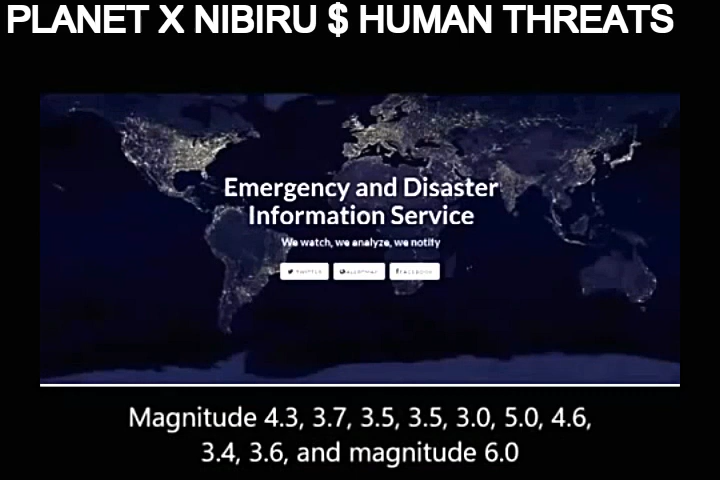 PLANET X NIBIRU $ HUMAN THREATS
Emergency and Disaster
Information Service
We watch, we analyze, we notify
TWITTER
FACEBOOK
Magnitude 4.3, 3.7, 3.5, 3.5, 3.0, 5.0, 4.6,
3.4, 3.6, and magnitude 6.0